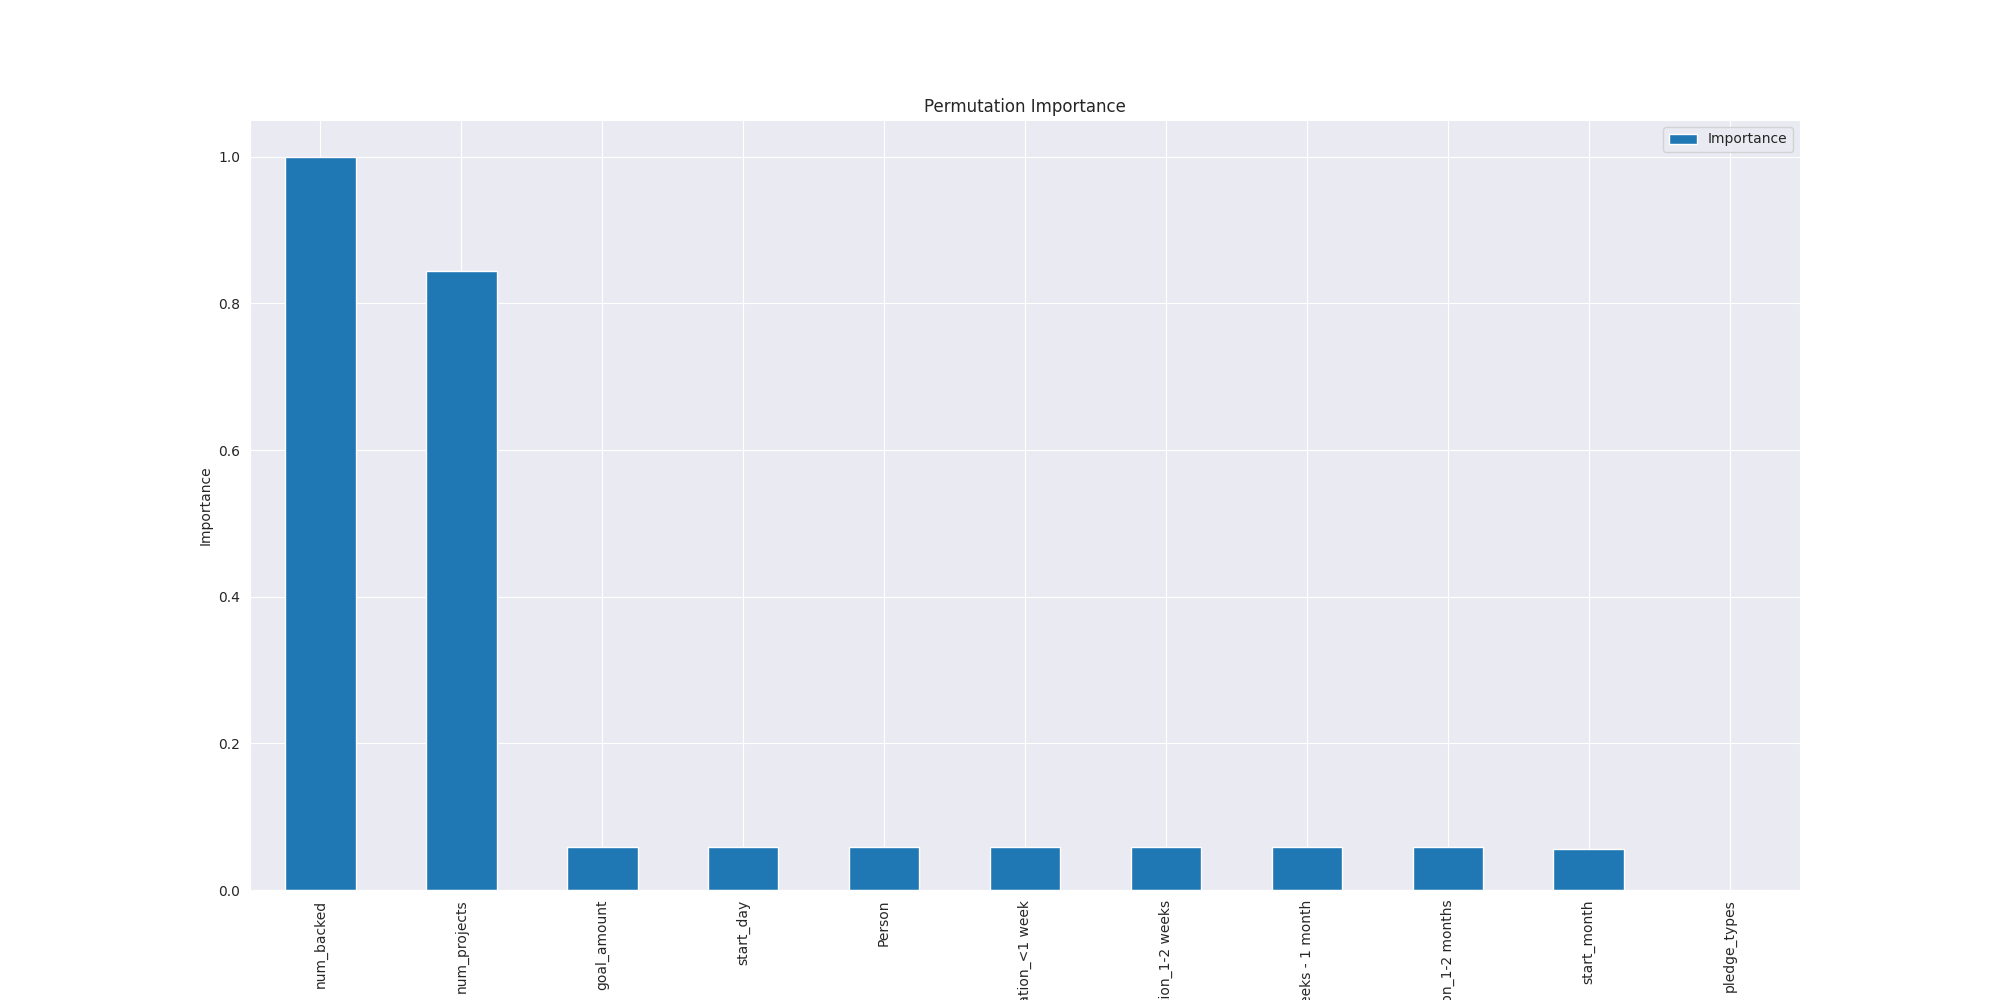 Permutation Importance
Importance
1.0
0.8
0.6
0.4
0.2
0.0
Importance
num_backed
num_projects
goal_amount
start_day
Person
ation_<1 week
ion_1-2 weeks
eeks - 1 month
on_1-2 months
start_month
pledge_types